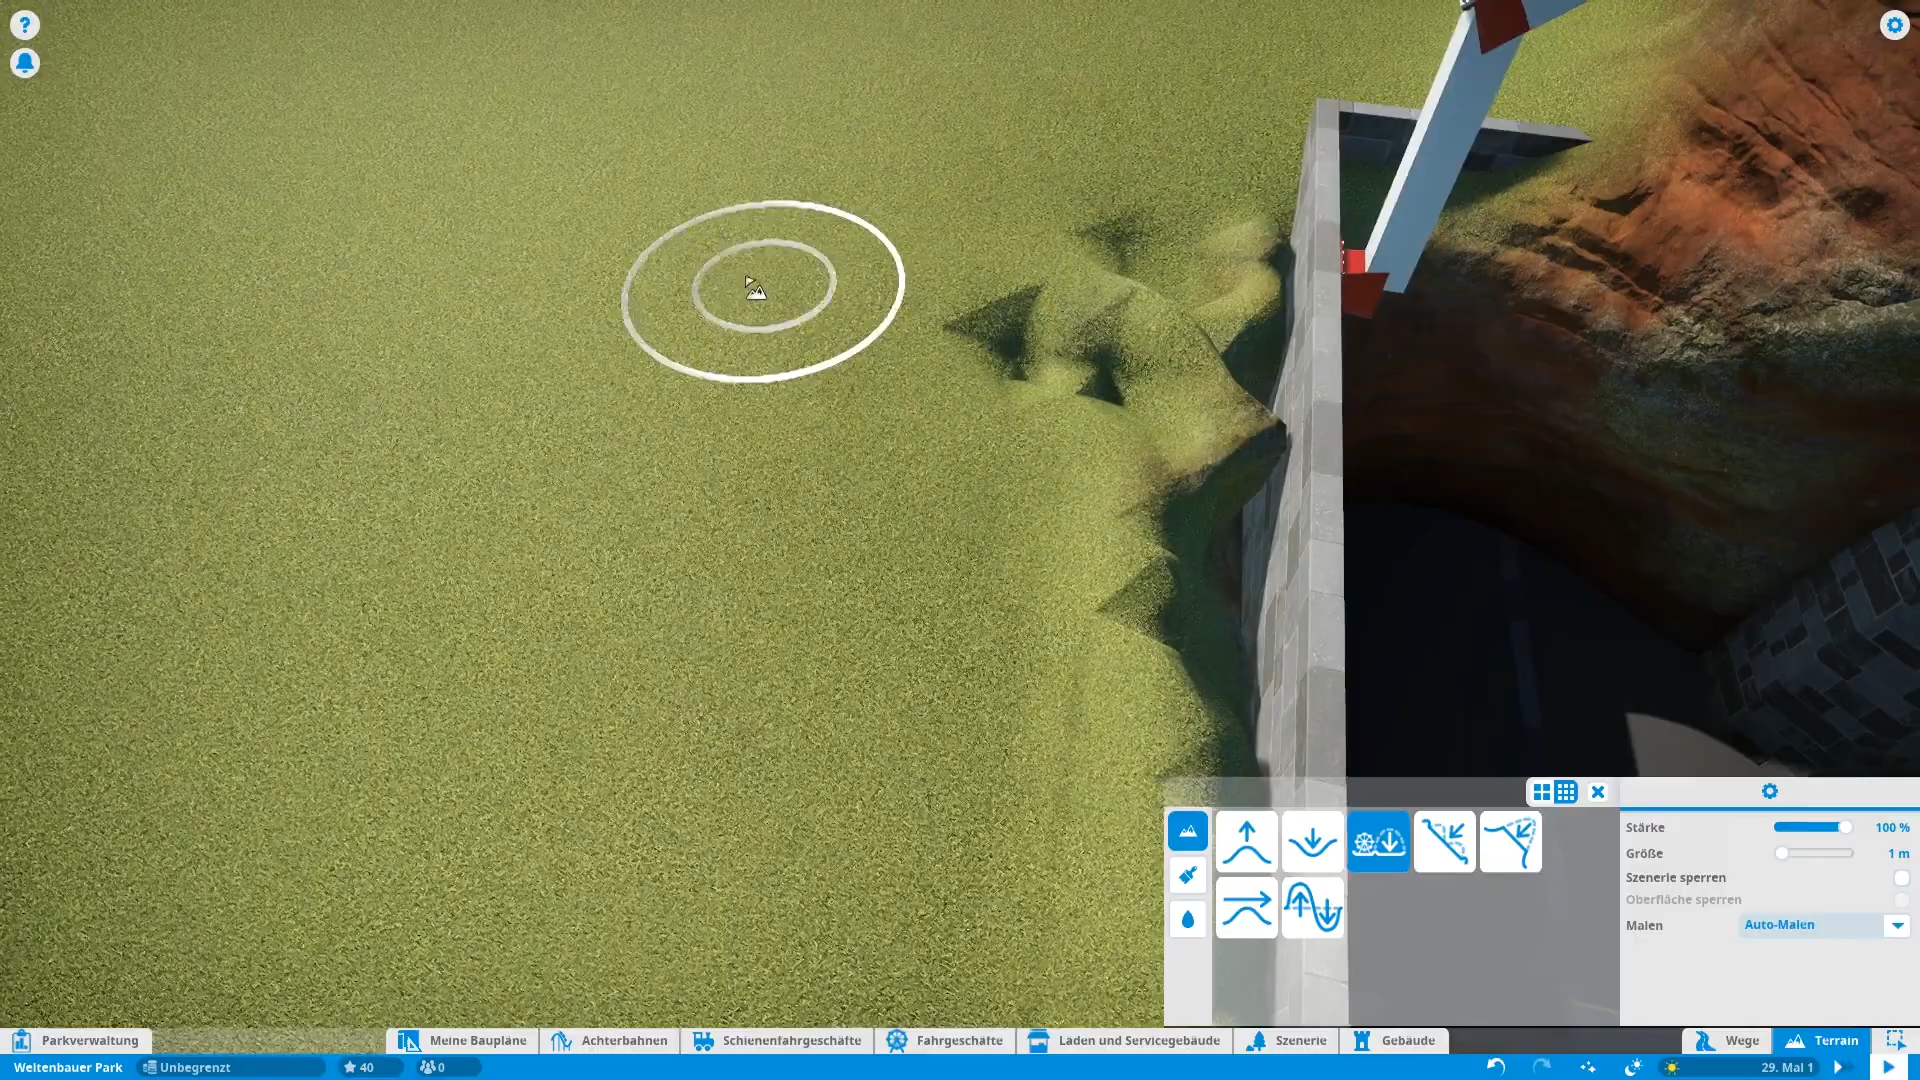 ?
Stärke 100 %
Größe 1 m
Szenerie sperren
Oberfläche sperren
Malen Auto-Malen
Parkverwaltung Meine Baupläne Achterbahnen Schienenfahrgeschäfte Fahrgeschäfte Läden und Servicegebäude Szenerie Gebäude Wege Terrain
Weltenbauer Park Unbegrenzt 40 0 29. Mai 1